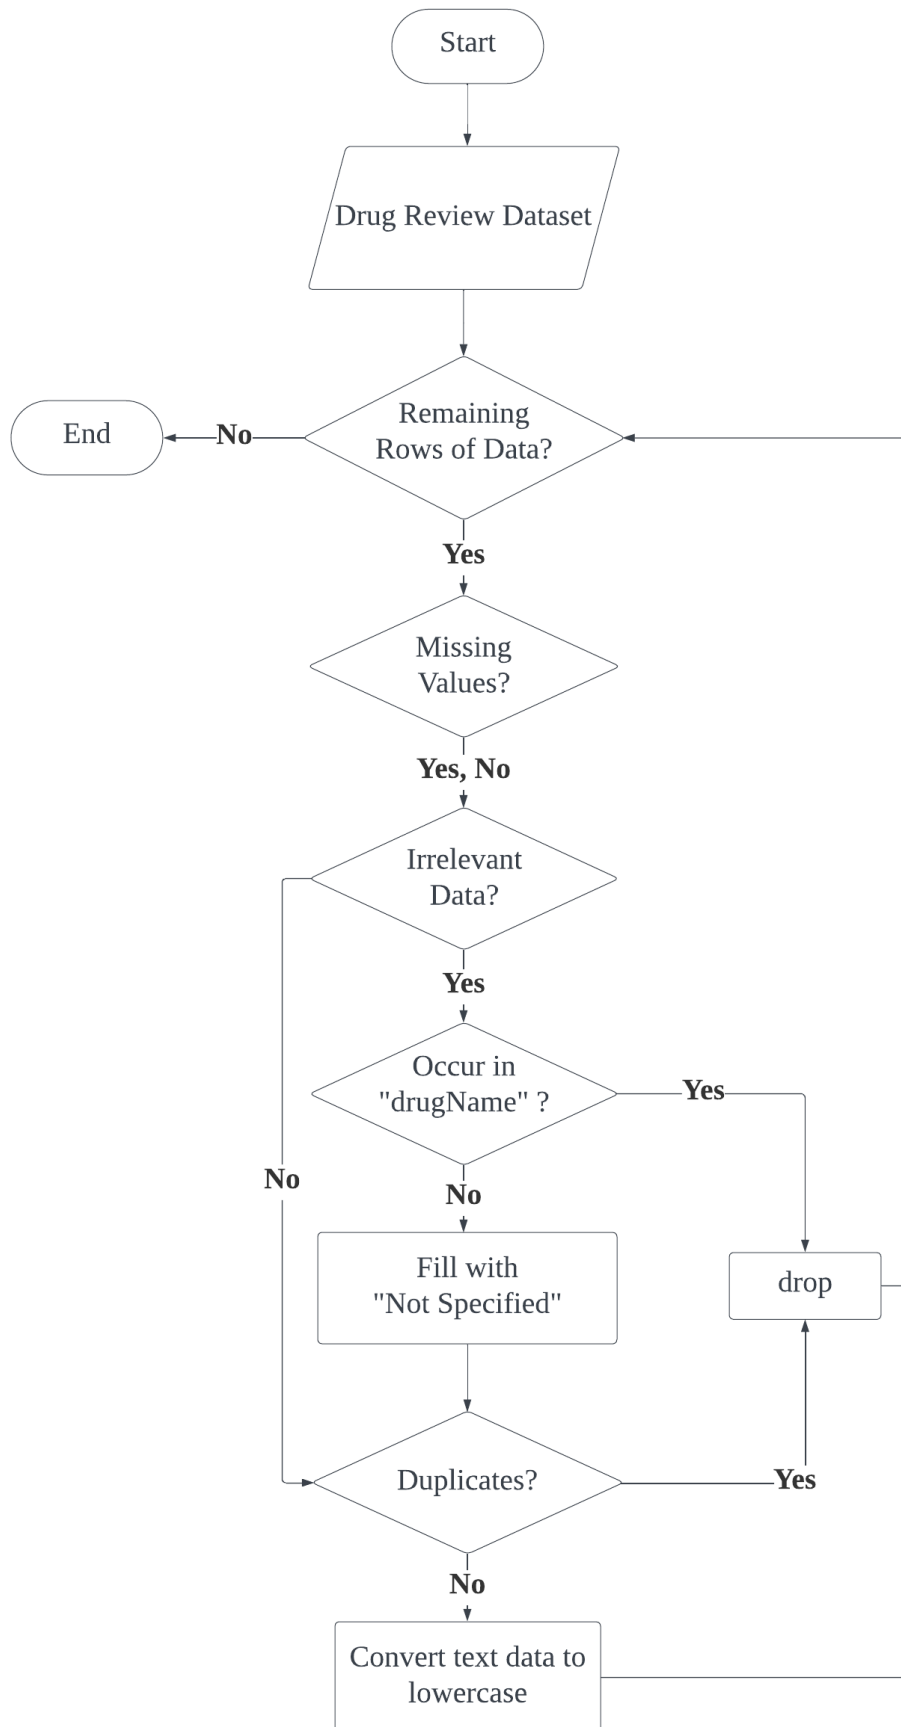 Start
Drug Review Dataset
Remaining
Rows of Data?
End
No
Yes
Missing
Values?
Yes, No
Irrelevant
Data?
Yes
Occur in
"drugName" ?
Yes
No
No
Fill with
"Not Specified"
drop
Duplicates?
Yes
No
Convert text data to
lowercase